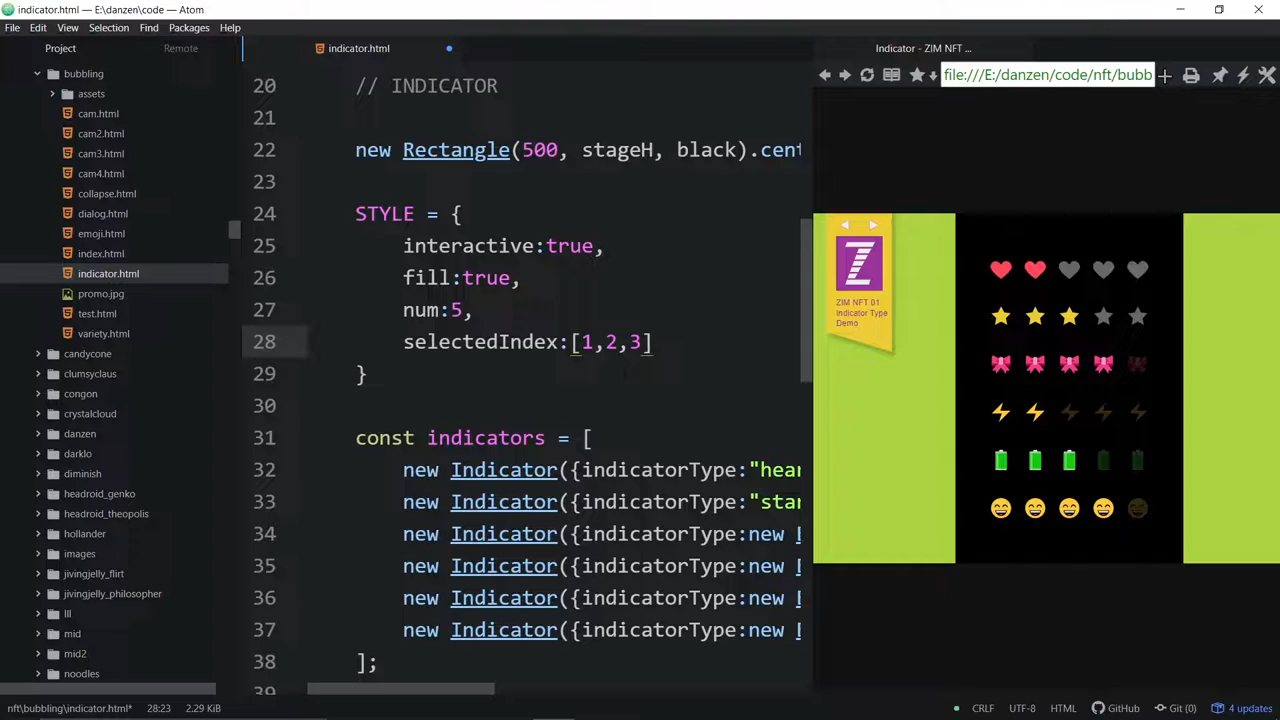 indicator.html — E:\danzen\code — Atom
File Edit View Selection Find Packages Help
Project Remote
bubbling
assets
cam.html
cam2.html
cam3.html
cam4.html
collapse.html
dialog.html
emoji.html
index.html
indicator.html
promo.jpg
test.html
variety.html
candycone
clumsyclaus
congon
crystalcloud
danzen
darklo
diminish
headroid_genko
headroid_theopolis
hollander
images
jivingjelly_flirt
jivingjelly_philosopher
lll
mid
mid2
noodles
indicator.html
20 // INDICATOR
21
22 new Rectangle(500, stageH, black).cent
23
24 STYLE = {
25 interactive:true,
26 fill:true,
27 num:5,
28 selectedIndex:[1,2,3]
29 }
30
31 const indicators = [
32 new Indicator({indicatorType:"hear
33 new Indicator({indicatorType:"star
34 new Indicator({indicatorType:new E
35 new Indicator({indicatorType:new E
36 new Indicator({indicatorType:new E
37 new Indicator({indicatorType:new E
38 ];
39
Indicator - ZIM NFT ...
file:///E:/danzen/code/nft/bubb
Z
ZIM NFT 01
Indicator Type
Demo
nft\bubbling\indicator.html* 28:23 2.29 KiB CRLF UTF-8 HTML GitHub Git (0) 4 updates